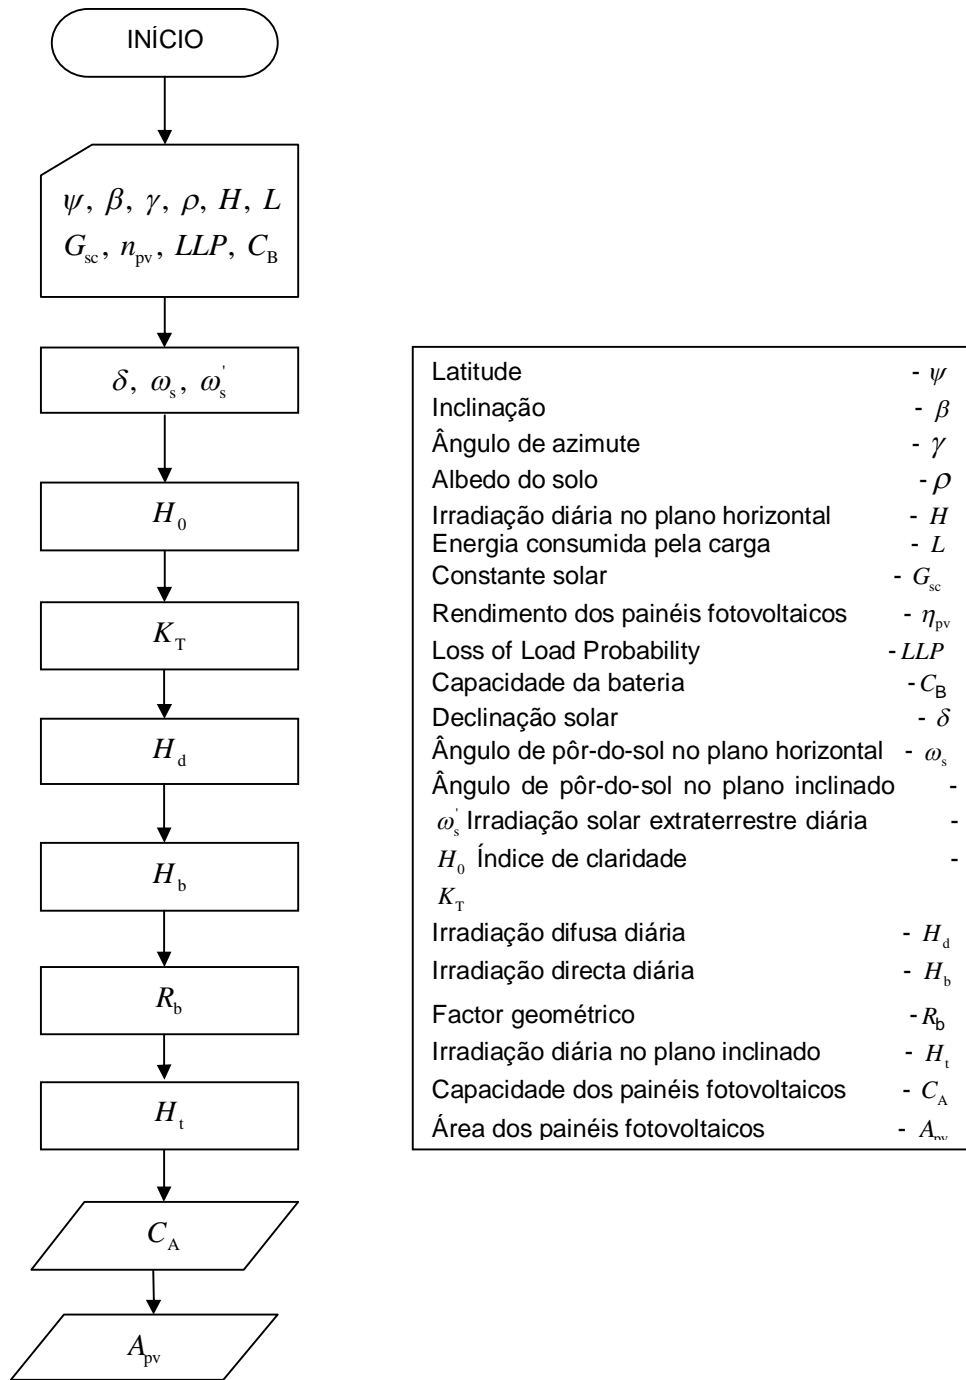 INÍCIO
ψ, β, γ, ρ, H, L
G_sc, n_pv, LLP, C_B
δ, ω_s, ω_s'
H_0
K_T
H_d
H_b
R_b
H_t
C_A
A_pv
Latitude - ψ
Inclinação - β
Ângulo de azimute - γ
Albedo do solo - ρ
Irradiação diária no plano horizontal - H
Energia consumida pela carga - L
Constante solar - G_sc
Rendimento dos painéis fotovoltaicos - η_pv
Loss of Load Probability - LLP
Capacidade da bateria - C_B
Declinação solar - δ
Ângulo de pôr-do-sol no plano horizontal - ω_s
Ângulo de pôr-do-sol no plano inclinado -
ω_s' Irradiação solar extraterrestre diária -
H_0 Índice de claridade -
K_T
Irradiação difusa diária - H_d
Irradiação directa diária - H_b
Factor geométrico - R_b
Irradiação diária no plano inclinado - H_t
Capacidade dos painéis fotovoltaicos - C_A
Área dos painéis fotovoltaicos - A_pv